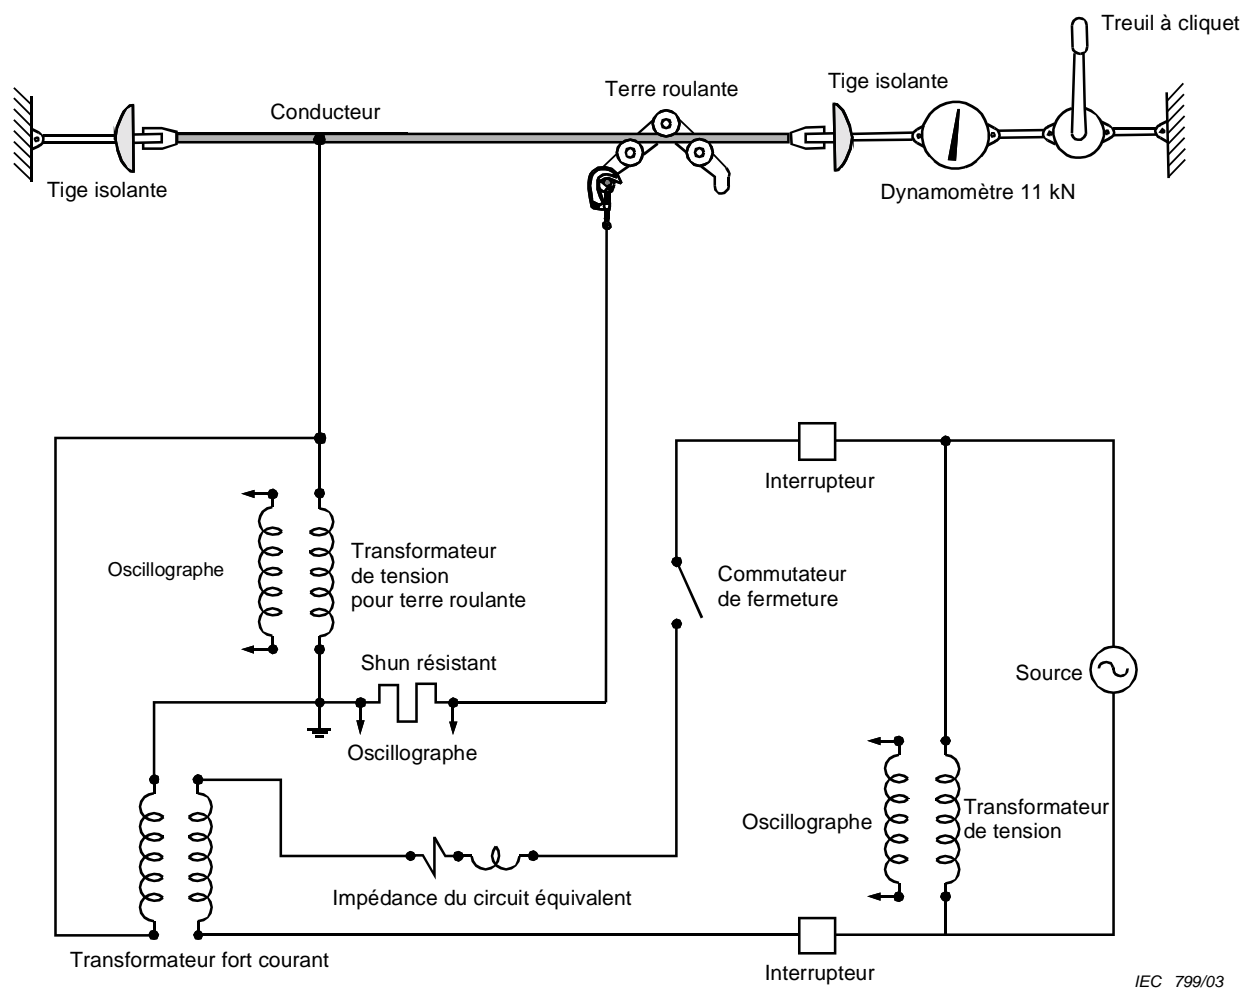 Treuil à cliquet
Tige isolante
Terre roulante
Conducteur
Tige isolante
Dynamomètre 11 kN
Interrupteur
Transformateur
de tension
pour terre roulante
Oscillographe
Commutateur
de fermeture
Shun résistant
Source
Oscillographe
Transformateur
de tension
Oscillographe
Impédance du circuit équivalent
Transformateur fort courant
Interrupteur
IEC 799/03